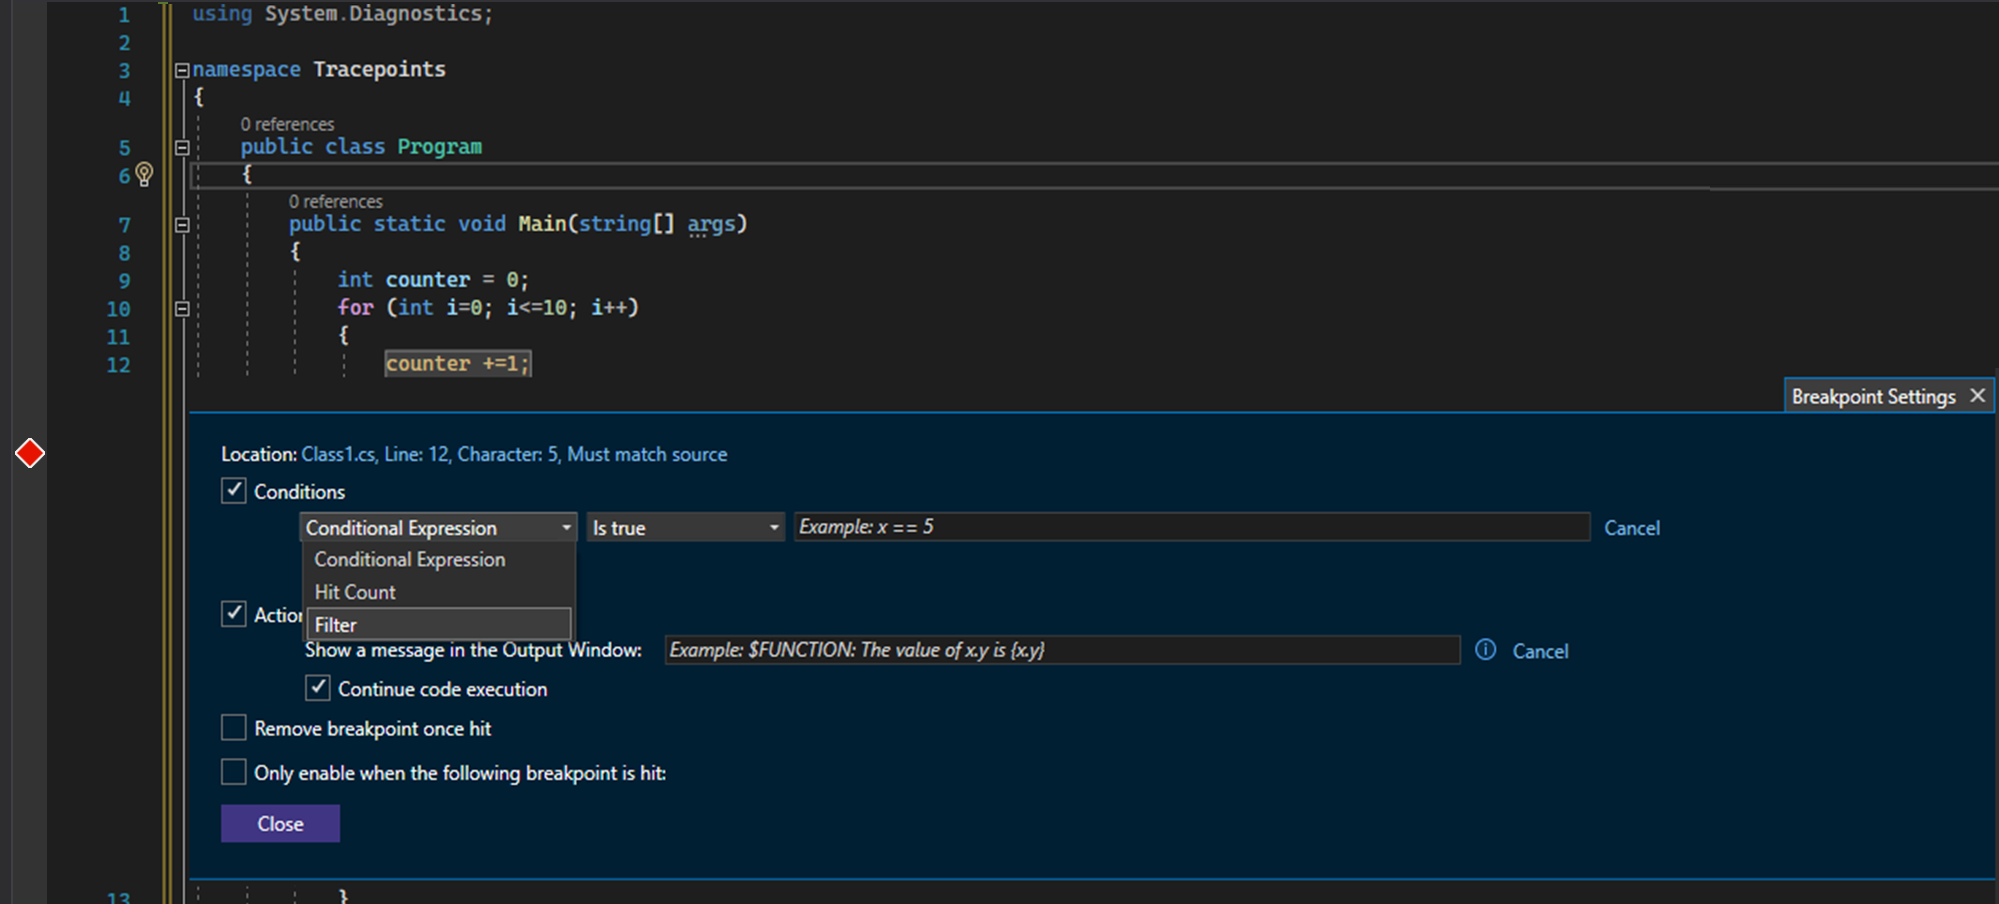 1 using System.Diagnostics;
2
3 namespace Tracepoints
4 {
0 references
5 public class Program
6 {
0 references
7 public static void Main(string[] args)
8 {
9 int counter = 0;
10 for (int i=0; i<=10; i++)
11 {
12 counter +=1;
Breakpoint Settings
Location: Class1.cs, Line: 12, Character: 5, Must match source
Conditions
Conditional Expression Is true Example: x == 5 Cancel
Conditional Expression
Hit Count
Filter
Show a message in the Output Window: Example: $FUNCTION: The value of x.y is {x.y} Cancel
Continue code execution
Remove breakpoint once hit
Only enable when the following breakpoint is hit:
Close
13 }